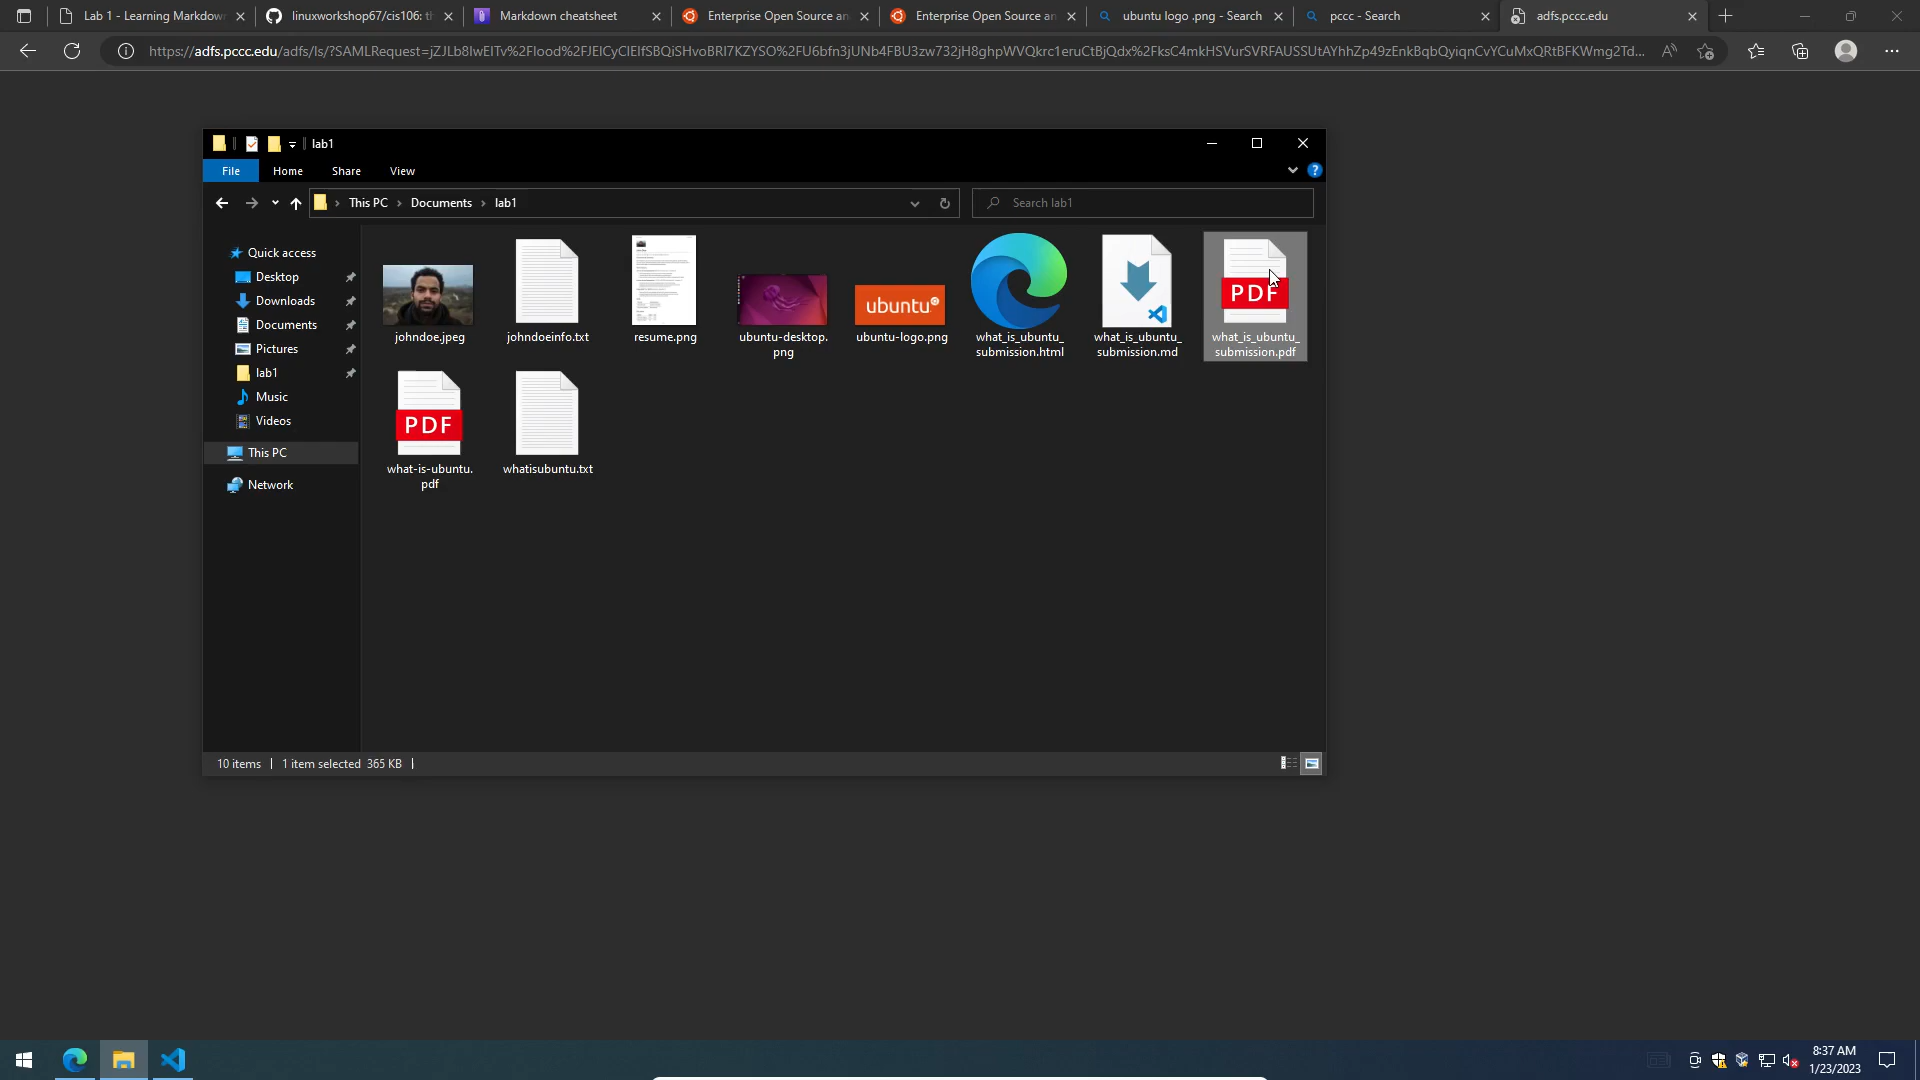 Lab 1 - Learning Markdown
linuxworkshop67/cis106: th
Markdown cheatsheet
Enterprise Open Source an
Enterprise Open Source an
ubuntu logo .png - Search
pccc - Search
adfs.pccc.edu
lab1
File
Home
Share
View
This PC
Documents
lab1
Search lab1
Quick access
Desktop
Downloads
Documents
Pictures
lab1
Music
Videos
This PC
Network
johndoe.jpeg
johndoeinfo.txt
resume.png
ubuntu-desktop.
png
ubuntu
ubuntu-logo.png
what_is_ubuntu_
submission.html
what_is_ubuntu_
submission.md
PDF
what_is_ubuntu_
submission.pdf
PDF
what-is-ubuntu.
pdf
whatisubuntu.txt
10 items
1 item selected 365 KB
8:37 AM
1/23/2023